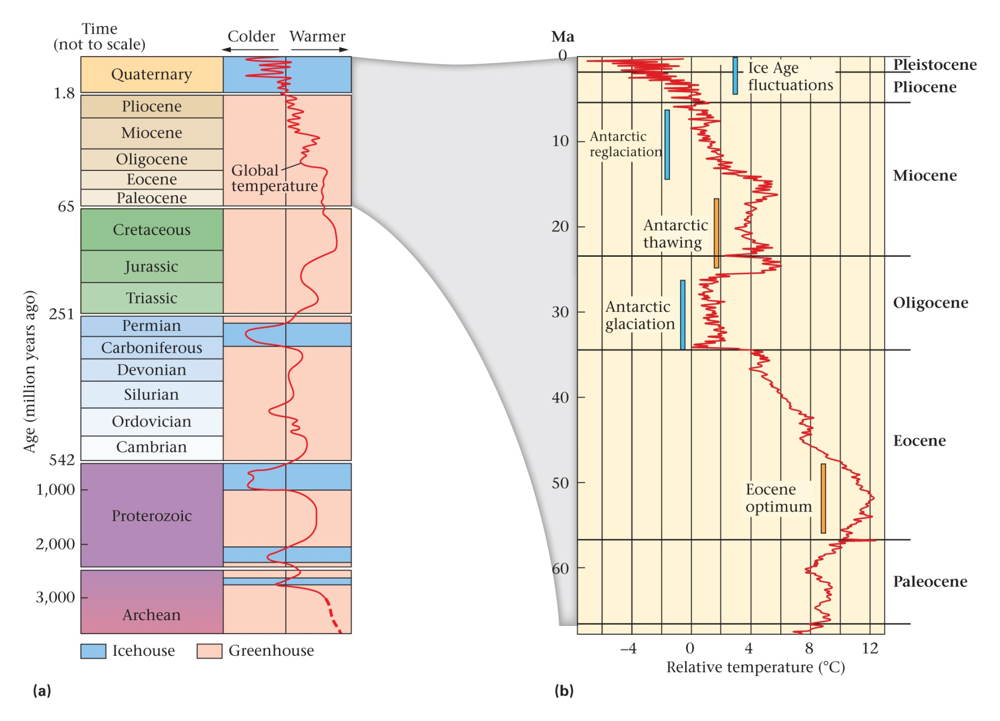 Time
(not to scale)
Colder
Warmer
Quaternary
1.8
Pliocene
Miocene
Oligocene
Eocene
Paleocene
Global
temperature
65
Cretaceous
Jurassic
Triassic
251
Permian
Carboniferous
Devonian
Silurian
Ordovician
Cambrian
542
1,000
Proterozoic
2,000
3,000
Archean
Age (million years ago)
Icehouse
Greenhouse
(a)
Ma
0
10
20
30
40
50
60
Ice Age
fluctuations
Antarctic
reglaciation
Antarctic
thawing
Antarctic
glaciation
Eocene
optimum
Pleistocene
Pliocene
Miocene
Oligocene
Eocene
Paleocene
–4
0
4
8
12
Relative temperature (°C)
(b)